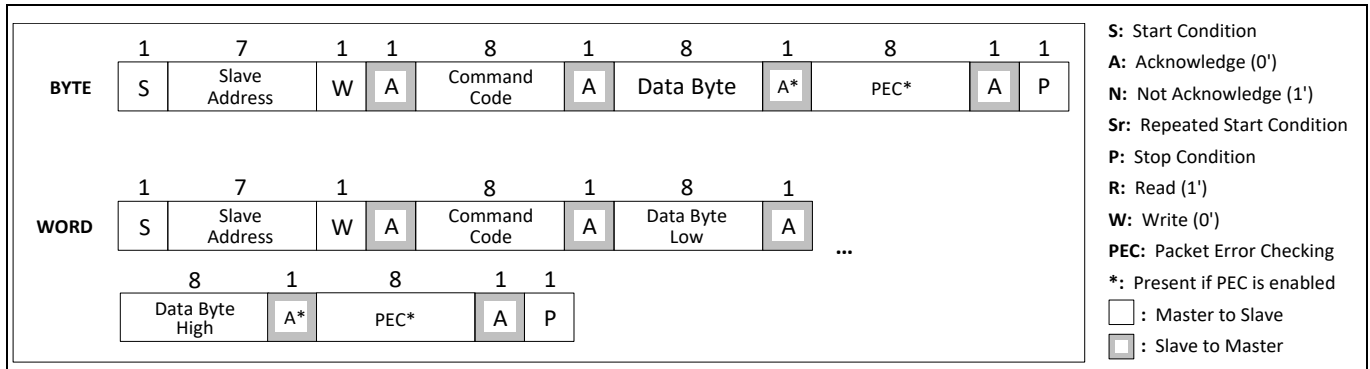 1 7 1 1 8 1 8 1 8 1 1
BYTE S Slave Address W A Command Code A Data Byte A* PEC* A P
1 7 1 8 1 8 1
WORD S Slave Address W A Command Code A Data Byte Low A ...
8 1 8 1 1
Data Byte High A* PEC* A P
S: Start Condition
A: Acknowledge (0')
N: Not Acknowledge (1')
Sr: Repeated Start Condition
P: Stop Condition
R: Read (1')
W: Write (0')
PEC: Packet Error Checking
*: Present if PEC is enabled
: Master to Slave
: Slave to Master